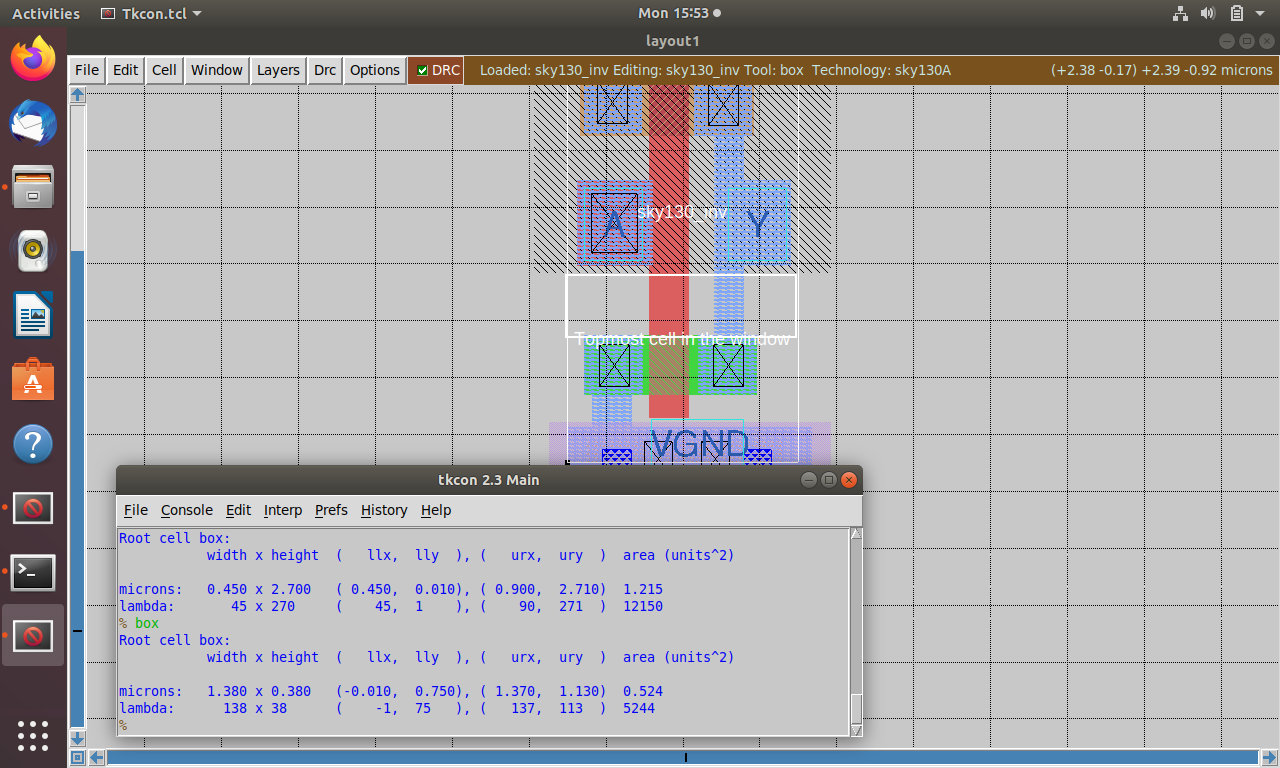 Activities Tkcon.tcl Mon 15:53
layout1
File Edit Cell Window Layers Drc Options DRC Loaded: sky130_inv Editing: sky130_inv Tool: box Technology: sky130A (+2.38 -0.17) +2.39 -0.92 microns
A sky130_inv Y
Topmost cell in the window
VGND
tkcon 2.3 Main
File Console Edit Interp Prefs History Help
Root cell box:
width x height ( llx, lly ), ( urx, ury ) area (units^2)
microns: 0.450 x 2.700 ( 0.450, 0.010), ( 0.900, 2.710) 1.215
lambda: 45 x 270 ( 45, 1 ), ( 90, 271 ) 12150
% box
Root cell box:
width x height ( llx, lly ), ( urx, ury ) area (units^2)
microns: 1.380 x 0.380 (-0.010, 0.750), ( 1.370, 1.130) 0.524
lambda: 138 x 38 ( -1, 75 ), ( 137, 113 ) 5244
%